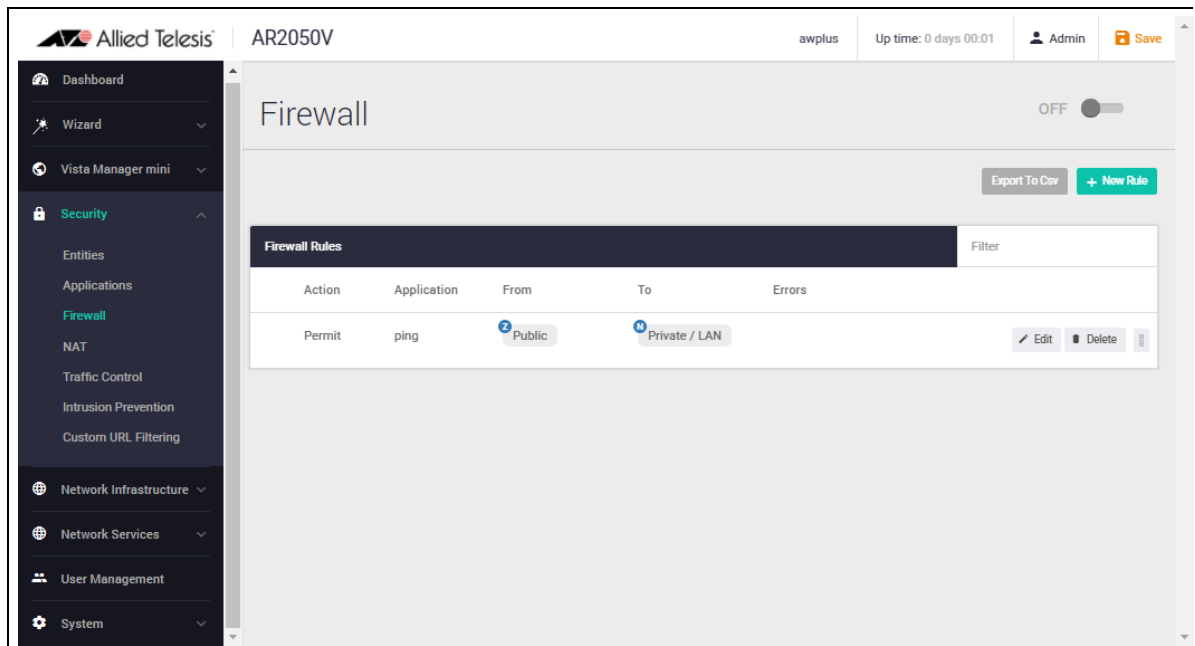 Allied Telesis
AR2050V
awplus
Up time: 0 days 00:01
Admin
Save
Dashboard
Wizard
Vista Manager mini
Security
Entities
Applications
Firewall
NAT
Traffic Control
Intrusion Prevention
Custom URL Filtering
Network Infrastructure
Network Services
User Management
System
Firewall
OFF
Export To Csv
+ New Rule
Firewall Rules
Filter
Action Application From To Errors
Permit ping Z Public N Private / LAN Edit Delete